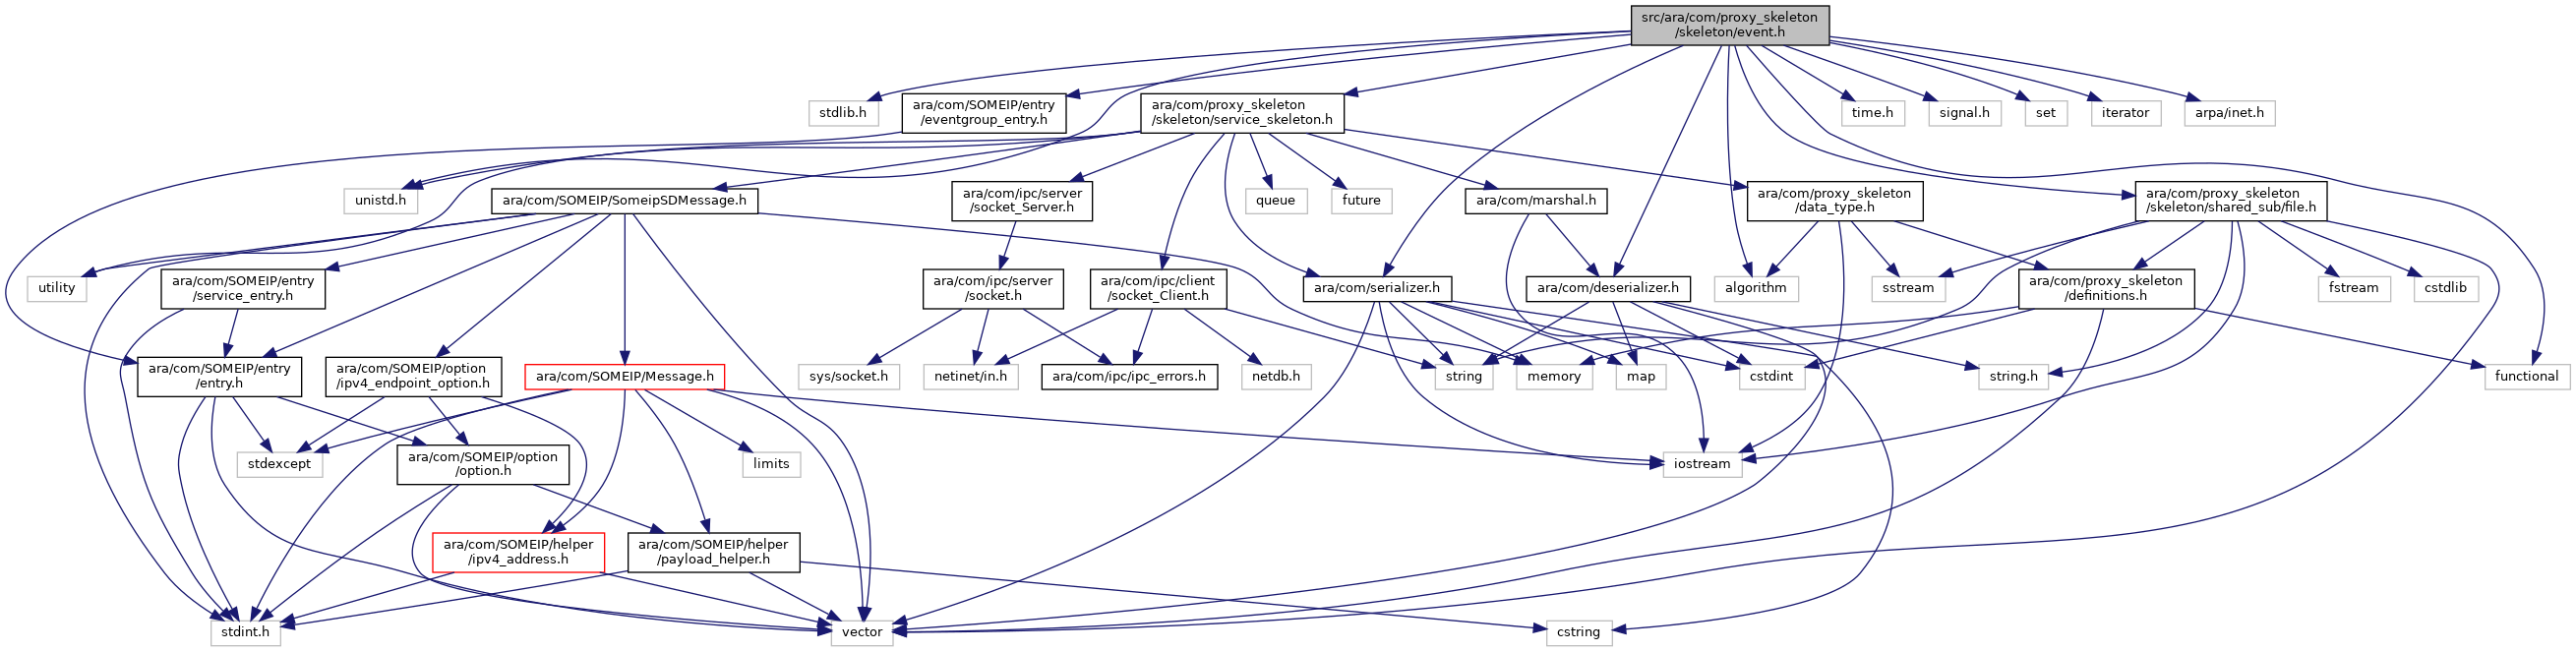 src/ara/com/proxy_skeleton
/skeleton/event.h
stdlib.h
ara/com/SOMEIP/entry
/eventgroup_entry.h
ara/com/proxy_skeleton
/skeleton/service_skeleton.h
time.h
signal.h
set
iterator
arpa/inet.h
unistd.h
ara/com/SOMEIP/SomeipSDMessage.h
ara/com/ipc/server
/socket_Server.h
queue
future
ara/com/marshal.h
ara/com/proxy_skeleton
/data_type.h
ara/com/proxy_skeleton
/skeleton/shared_sub/file.h
utility
ara/com/SOMEIP/entry
/service_entry.h
ara/com/ipc/server
/socket.h
ara/com/ipc/client
/socket_Client.h
ara/com/serializer.h
ara/com/deserializer.h
algorithm
sstream
ara/com/proxy_skeleton
/definitions.h
fstream
cstdlib
ara/com/SOMEIP/entry
/entry.h
ara/com/SOMEIP/option
/ipv4_endpoint_option.h
ara/com/SOMEIP/Message.h
sys/socket.h
netinet/in.h
ara/com/ipc/ipc_errors.h
netdb.h
string
memory
map
cstdint
string.h
functional
stdexcept
ara/com/SOMEIP/option
/option.h
limits
iostream
ara/com/SOMEIP/helper
/ipv4_address.h
ara/com/SOMEIP/helper
/payload_helper.h
stdint.h
vector
cstring